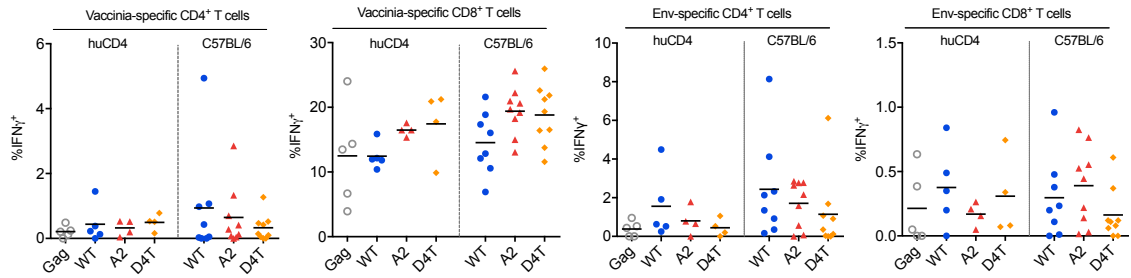 Vaccinia-specific CD4⁺ T cells
huCD4 C57BL/6
%IFNγ⁺
6
4
2
0
Gag WT A2 D4T WT A2 D4T
Vaccinia-specific CD8⁺ T cells
huCD4 C57BL/6
%IFNγ⁺
30
20
10
0
Gag WT A2 D4T WT A2 D4T
Env-specific CD4⁺ T cells
huCD4 C57BL/6
%IFNγ⁺
10
8
6
4
2
0
Gag WT A2 D4T WT A2 D4T
Env-specific CD8⁺ T cells
huCD4 C57BL/6
%IFNγ⁺
1.5
1.0
0.5
0.0
Gag WT A2 D4T WT A2 D4T